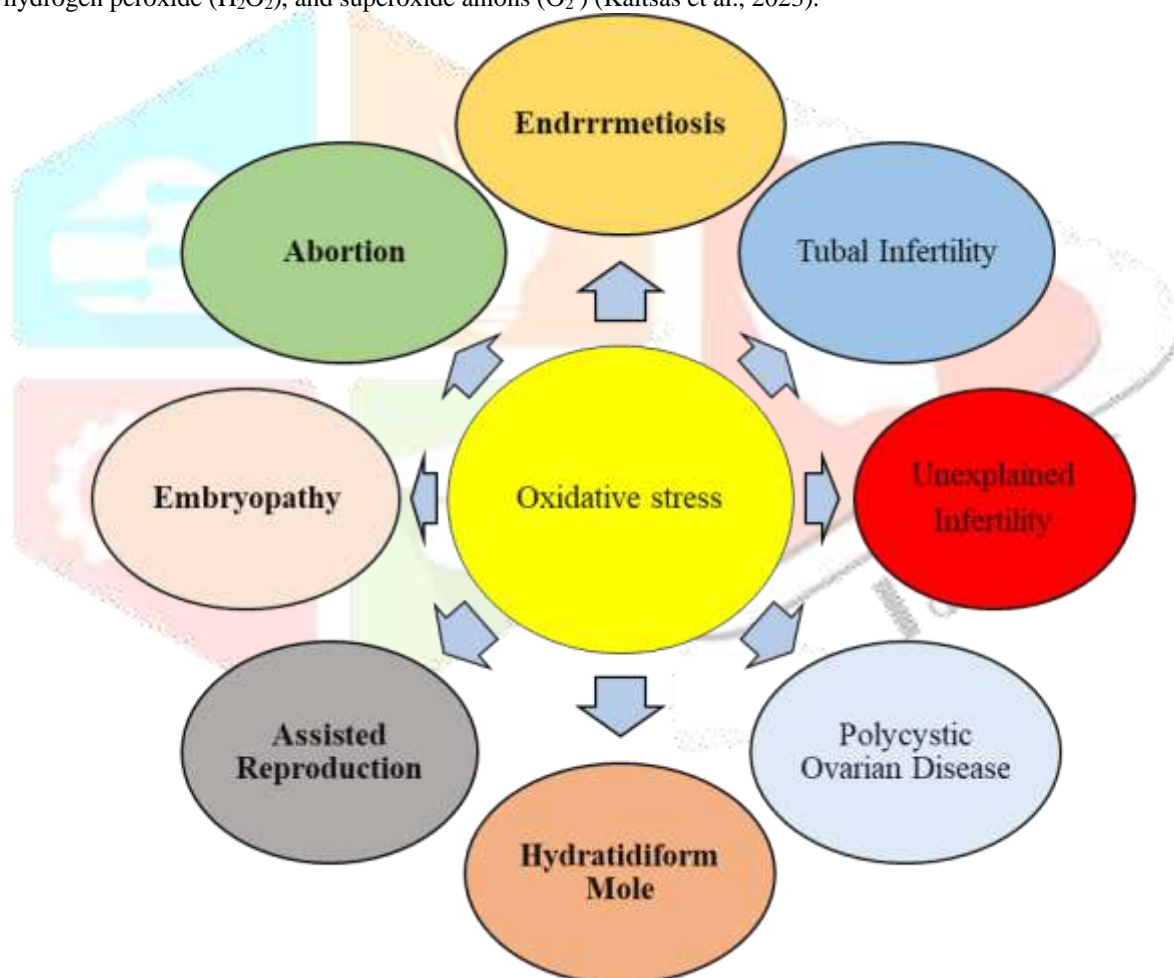 hydrogen peroxide (H₂O₂), and superoxide anions (O₂⁻) (Kaltsas et al., 2023).
Endrrrmetiosis
Abortion
Tubal Infertility
Embryopathy
Oxidative stress
Unexplained
Infertility
Assisted
Reproduction
Polycystic
Ovarian Disease
Hydratidiform
Mole